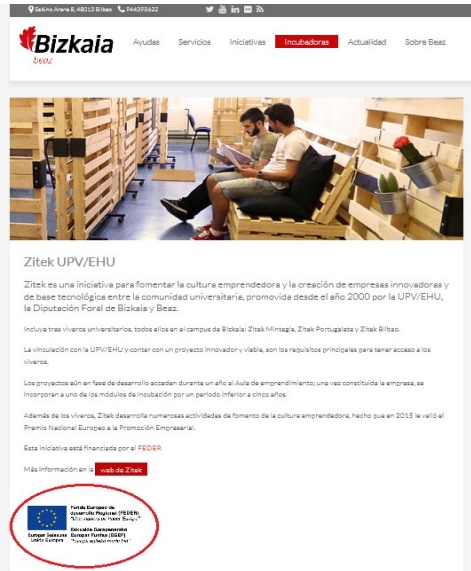 Sabino Arana 8, 48013 Bilbao 944395622
Bizkaia
beaz
Ayudas Servicios Iniciativas Incubadoras Actualidad Sobre Beaz
Zitek UPV/EHU
Zitek es una iniciativa para fomentar la cultura emprendedora y la creación de empresas innovadoras y
de base tecnológica entre la comunidad universitaria, promovida desde el año 2000 por la UPV/EHU,
la Diputación Foral de Bizkaia y Beaz.
Incluye tres viveros universitarios, todos ellos en el campus de Bizkaia: Zitek Mintegia, Zitek Portugalete y Zitek Bilbao.
La vinculación con la UPV/EHU y contar con un proyecto innovador y viable, son los requisitos principales para tener acceso a los
viveros.
Los proyectos aún en fase de desarrollo acceden durante un año al Aula de emprendimiento; una vez constituida la empresa, se
incorporan a uno de los módulos de incubación por un periodo inferior a cinco años.
Además de los viveros, Zitek desarrolla numerosas actividades de fomento de la cultura emprendedora, hecho que en 2015 le valió el
Premio Nacional Europeo a la Promoción Empresarial.
Esta iniciativa está financiada por el FEDER
Más información en la web de Zitek
Fondo Europeo de
desarrollo Regional (FEDER)
"Una manera de hacer Europa"
Eskualde Garapenerako
Europar Funtsa (EGEF)
Europar Batasuna
Unión Europea